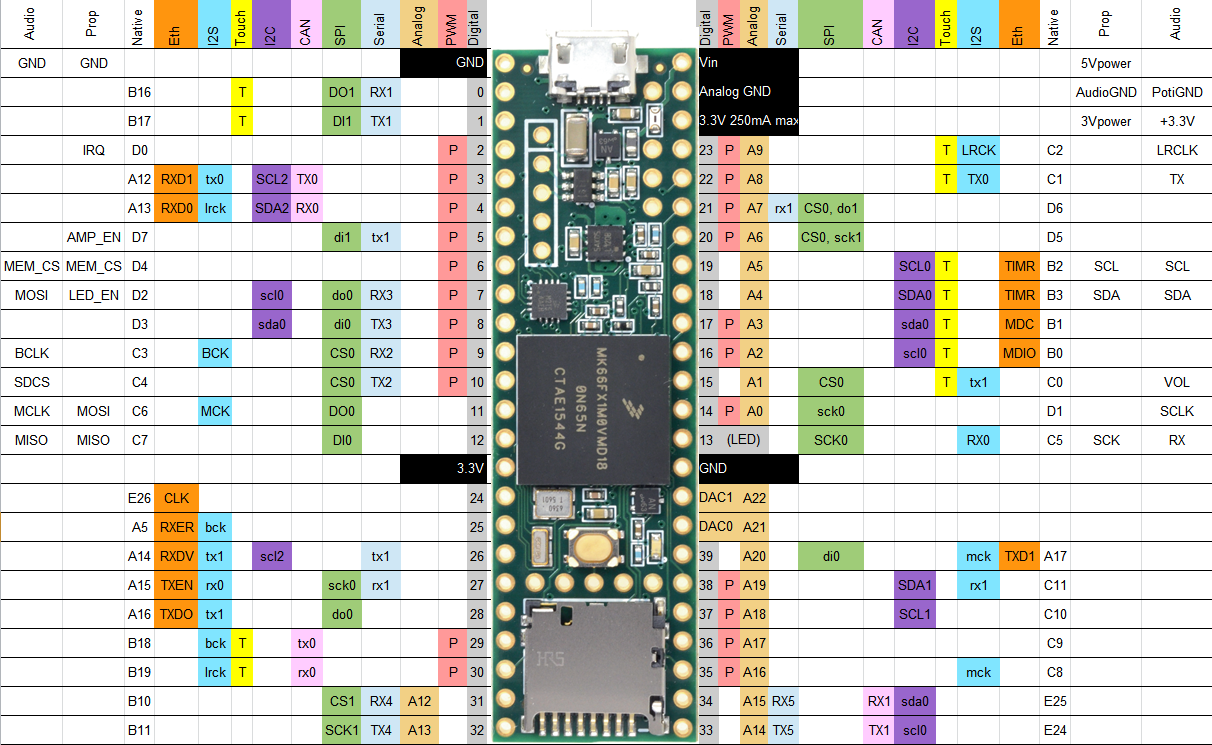 Audio Prop Native Eth I2S Touch I2C CAN SPI Serial Analog PWM Digital Digital PWM Analog Serial SPI CAN I2C Touch I2S Eth Native Prop Audio
GND GND GND Vin 5Vpower
B16 T DO1 RX1 0 Analog GND AudioGND PotiGND
B17 T DI1 TX1 1 3.3V 250mA max 3Vpower +3.3V
IRQ D0 P 2 23 P A9 T LRCK C2 LRCLK
A12 RXD1 tx0 SCL2 TX0 P 3 22 P A8 T TX0 C1 TX
A13 RXD0 lrck SDA2 RX0 P 4 21 P A7 rx1 CS0, do1 D6
AMP_EN D7 di1 tx1 P 5 20 P A6 CS0, sck1 D5
MEM_CS MEM_CS D4 P 6 19 A5 SCL0 T TIMR B2 SCL SCL
MOSI LED_EN D2 scl0 do0 RX3 P 7 18 A4 SDA0 T TIMR B3 SDA SDA
D3 sda0 di0 TX3 P 8 17 P A3 sda0 T MDC B1
BCLK C3 BCK CS0 RX2 P 9 16 P A2 scl0 T MDIO B0
SDCS C4 CS0 TX2 P 10 15 A1 CS0 T tx1 C0 VOL
MCLK MOSI C6 MCK DO0 11 14 P A0 sck0 D1 SCLK
MISO MISO C7 DI0 12 13 (LED) SCK0 RX0 C5 SCK RX
3.3V GND
E26 CLK 24 DAC1 A22
A5 RXER bck 25 DAC0 A21
A14 RXDV tx1 scl2 tx1 26 39 A20 di0 mck TXD1 A17
A15 TXEN rx0 sck0 rx1 27 38 P A19 SDA1 rx1 C11
A16 TXDO tx1 do0 28 37 P A18 SCL1 C10
B18 bck T tx0 P 29 36 P A17 C9
B19 lrck T rx0 P 30 35 P A16 mck C8
B10 CS1 RX4 A12 31 34 A15 RX5 RX1 sda0 E25
B11 SCK1 TX4 A13 32 33 A14 TX5 TX1 scl0 E24
MK66FX1M0VMD18
0N65N
CTAE1544G
HRS